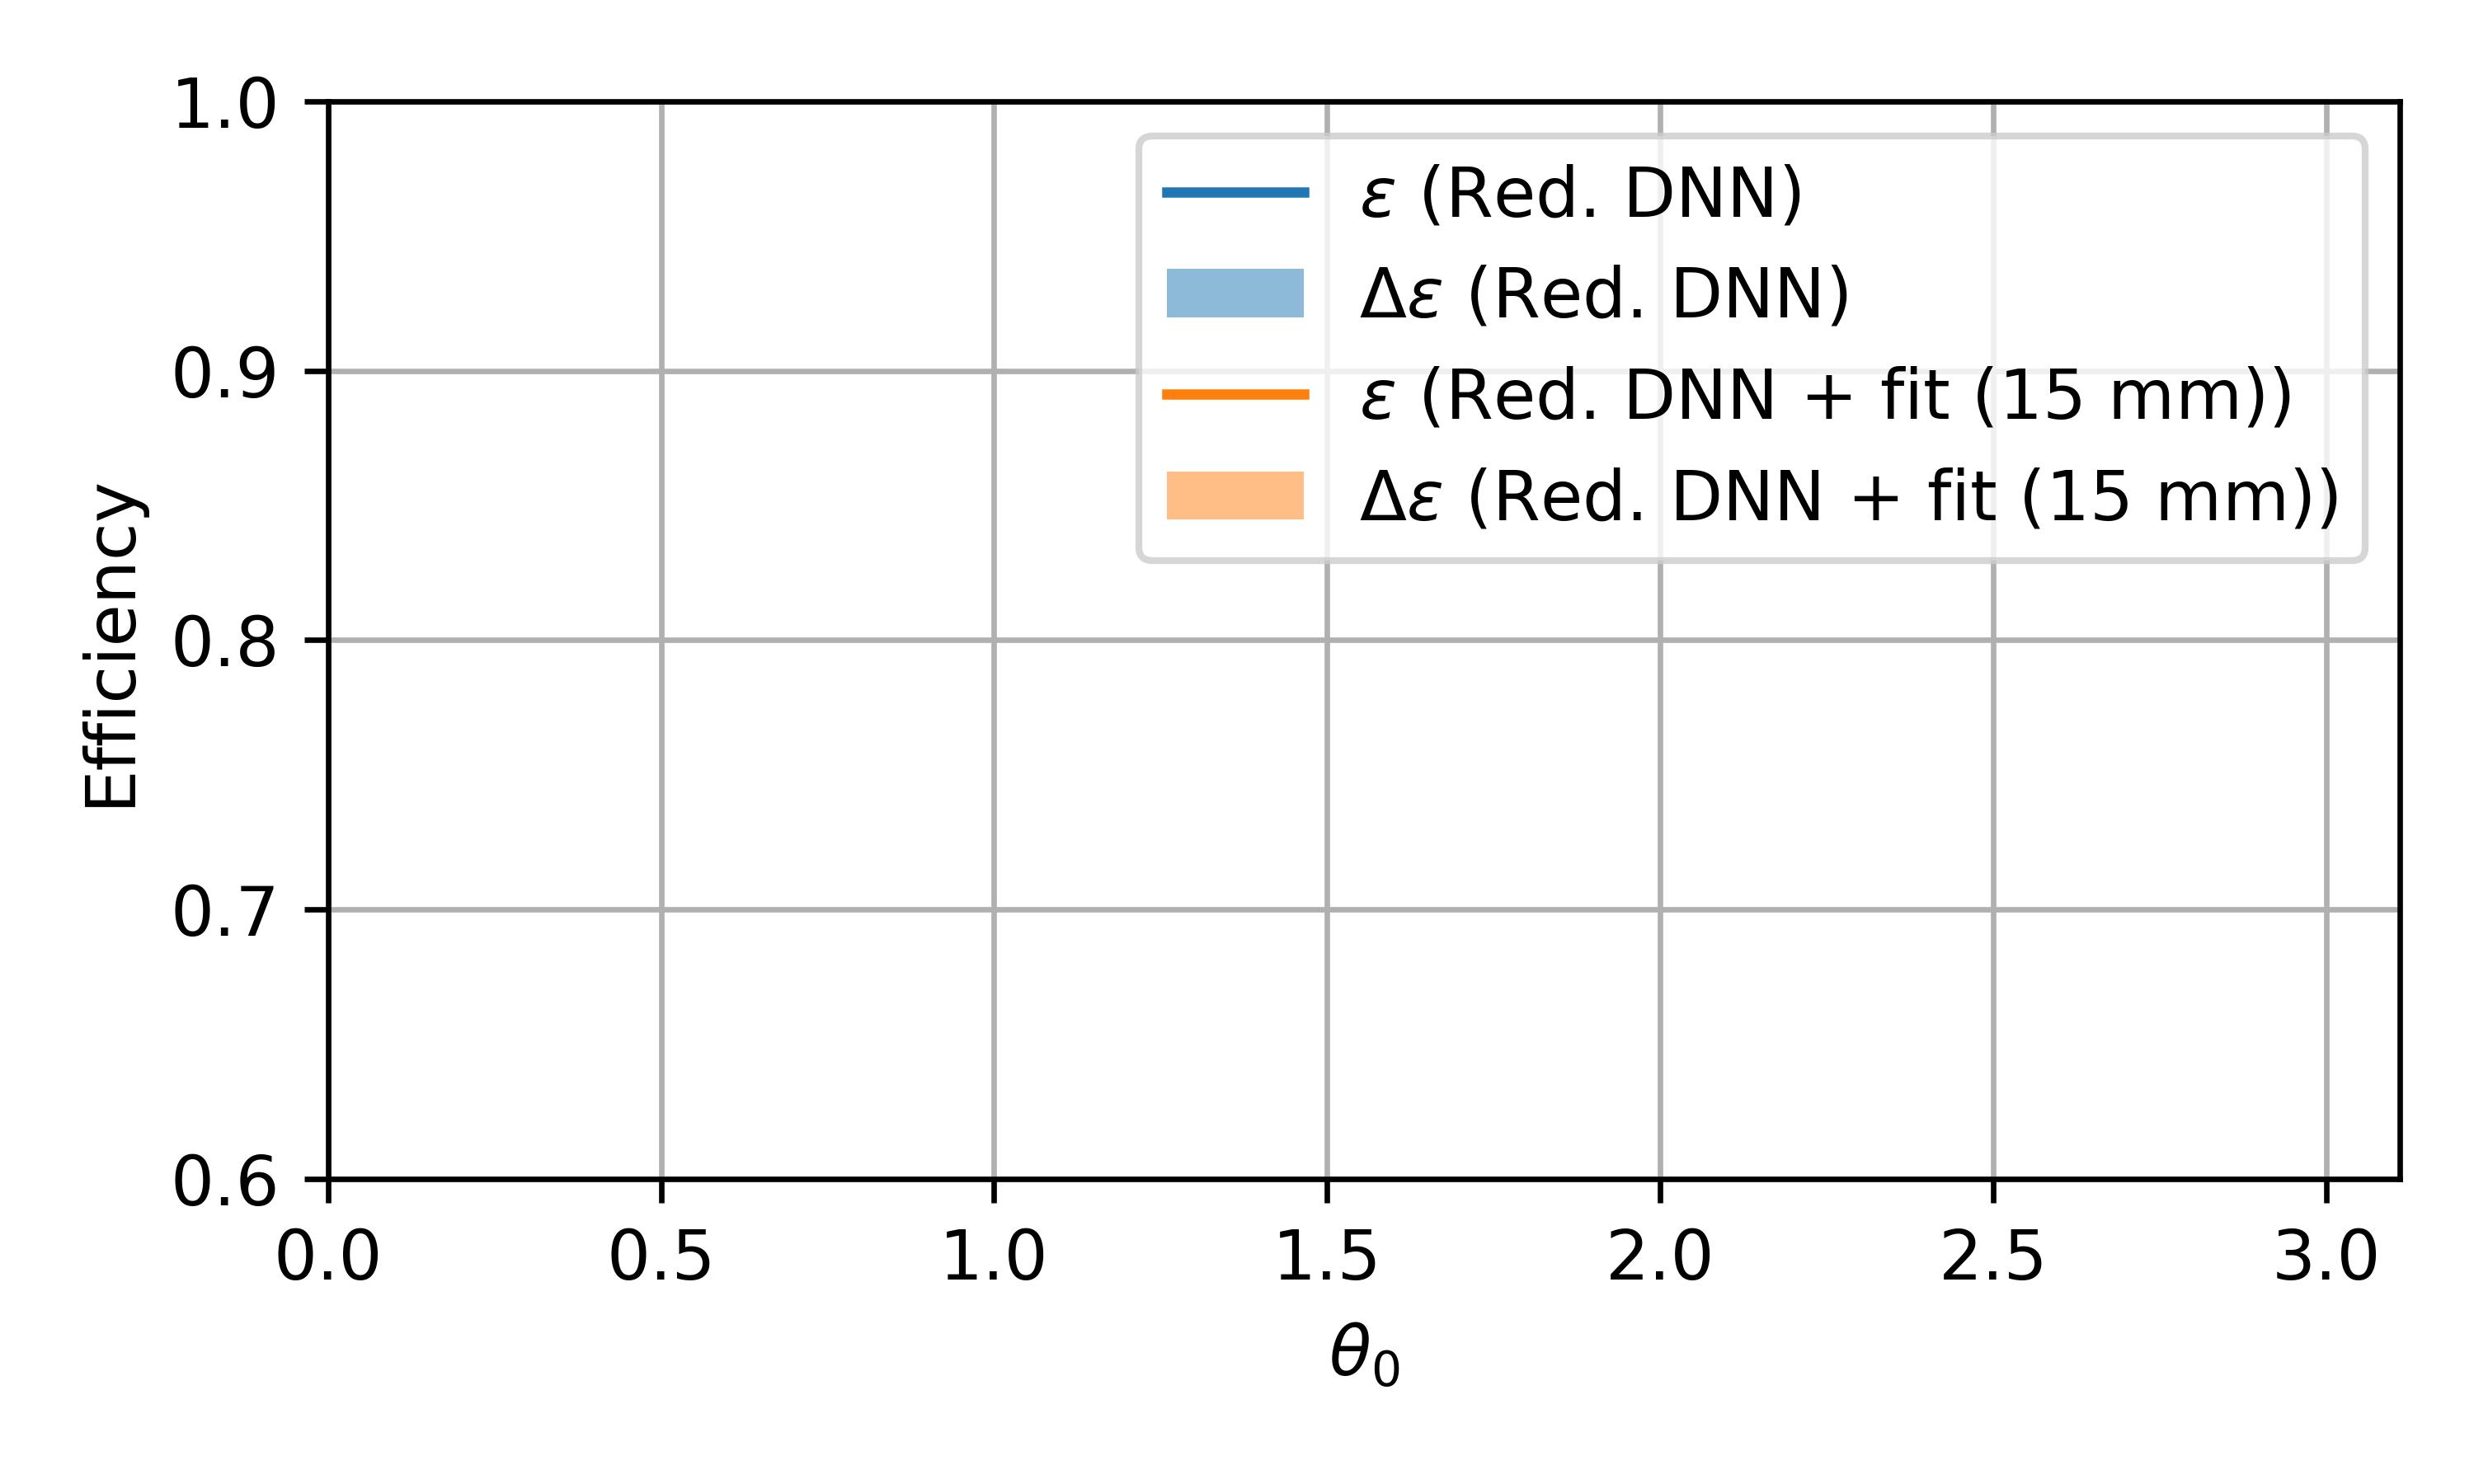 1.0
0.9
0.8
0.7
0.6
Efficiency
ε (Red. DNN)
Δε (Red. DNN)
ε (Red. DNN + fit (15 mm))
Δε (Red. DNN + fit (15 mm))
0.0 0.5 1.0 1.5 2.0 2.5 3.0
θ₀